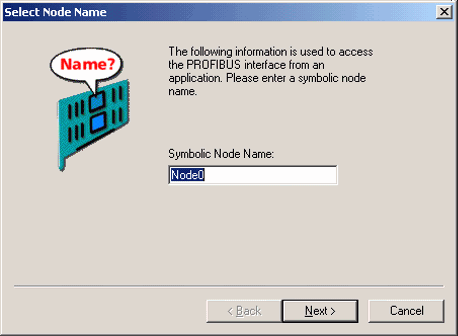 Select Node Name
Name?
The following information is used to access
the PROFIBUS interface from an
application. Please enter a symbolic node
name.
Symbolic Node Name:
Node0
< Back
Next >
Cancel